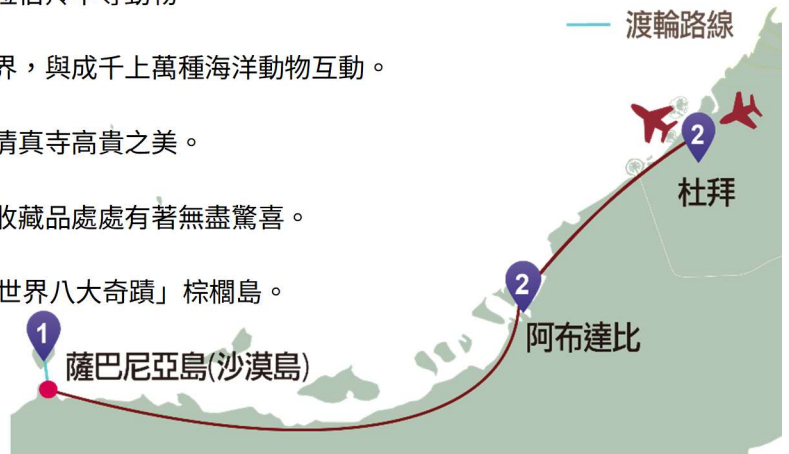 渡輪路線
界，與成千上萬種海洋動物互動。
清真寺高貴之美。
收藏品處處有著無盡驚喜。
世界八大奇蹟」棕櫚島。
2
杜拜
2
阿布達比
1
薩巴尼亞島(沙漠島)